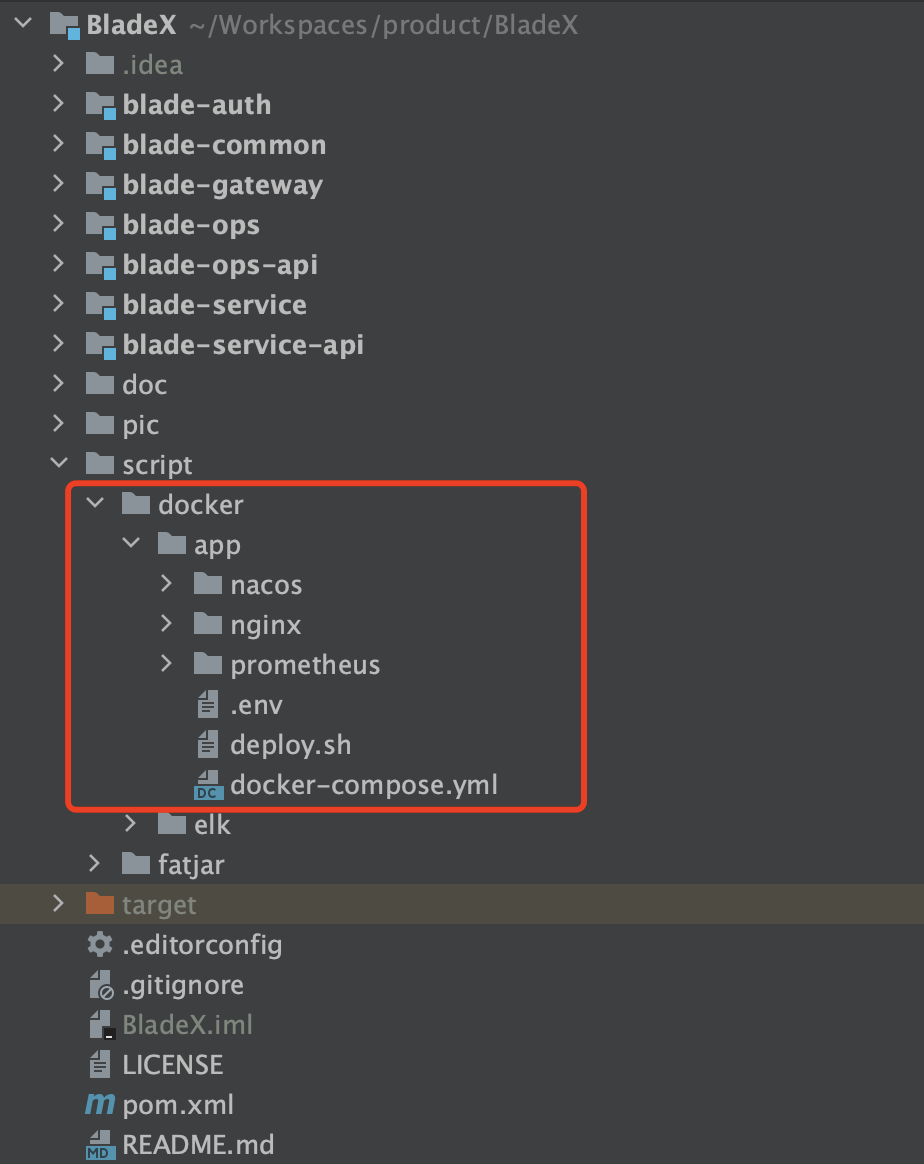 BladeX ~/Workspaces/product/BladeX
.idea
blade-auth
blade-common
blade-gateway
blade-ops
blade-ops-api
blade-service
blade-service-api
doc
pic
script
docker
app
nacos
nginx
prometheus
.env
deploy.sh
DC docker-compose.yml
elk
fatjar
target
.editorconfig
.gitignore
BladeX.iml
LICENSE
m pom.xml
MD README.md